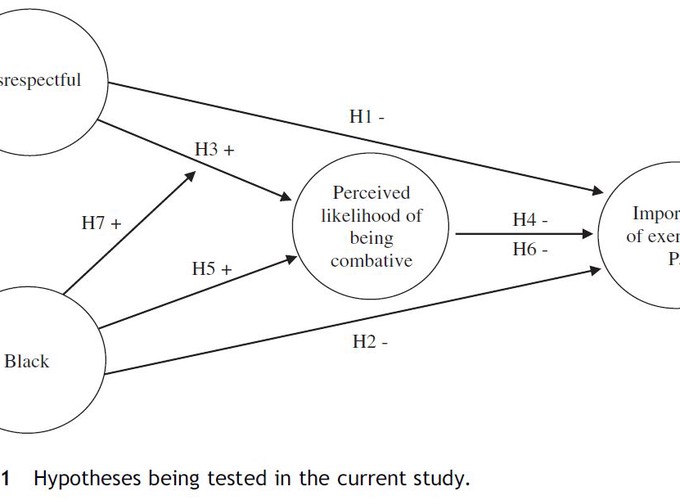 srespectful
H1 -
H3 +
Perceived
likelihood of
being
combative
H7 +
H4 -
H6 -
Impor
of exer
P
H5 +
Black
H2 -
1 Hypotheses being tested in the current study.